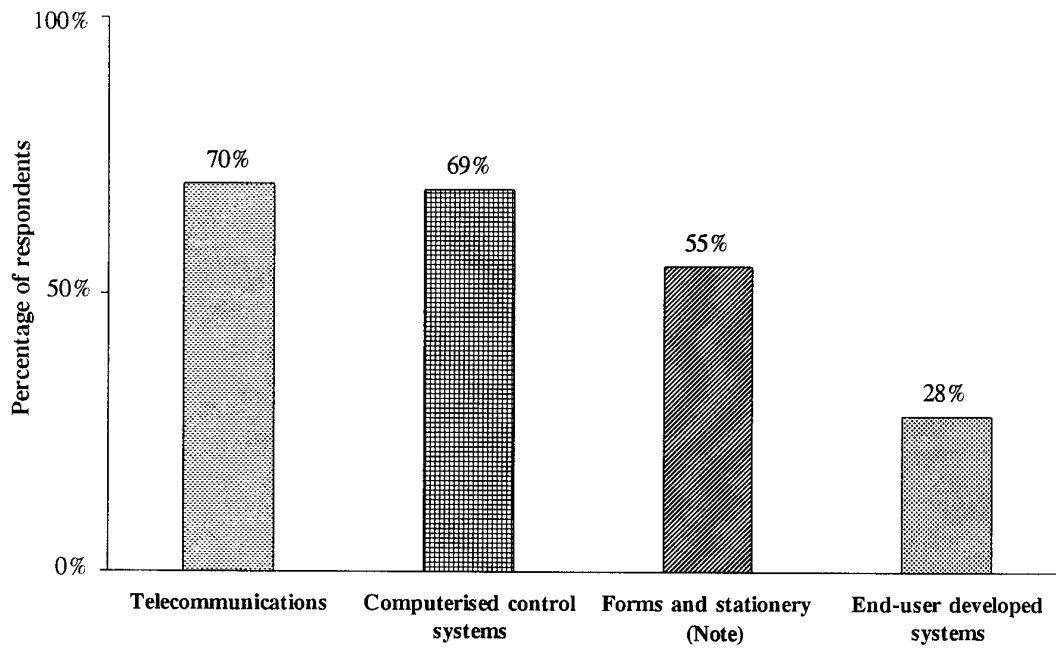 100%
Percentage of respondents
50%
0%
70%
69%
55%
28%
Telecommunications
Computerised control
systems
Forms and stationery
(Note)
End-user developed
systems